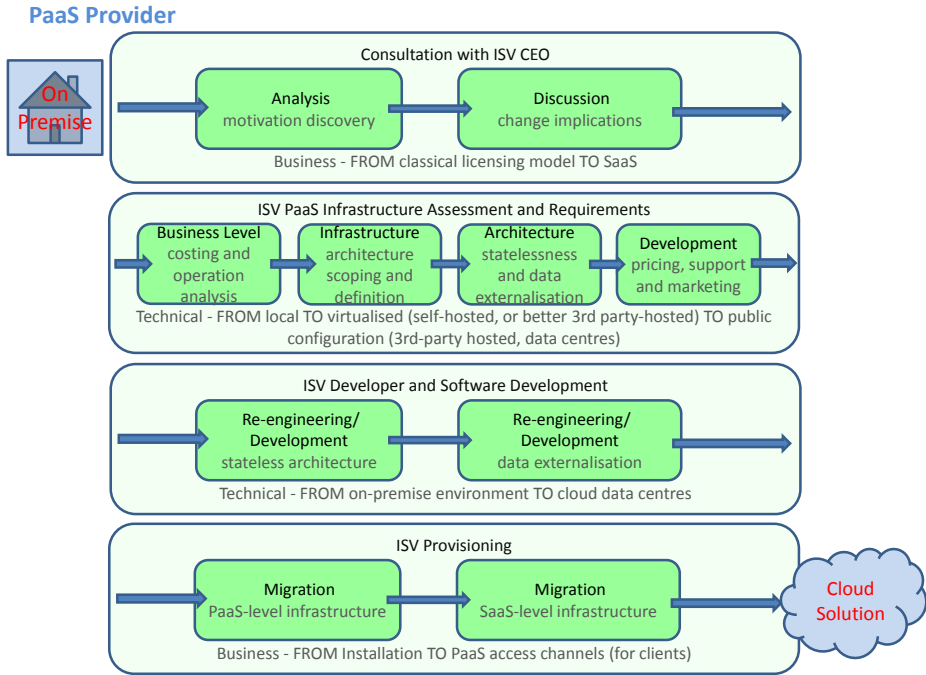 PaaS Provider
On
Premise
Consultation with ISV CEO
Analysis
motivation discovery
Discussion
change implications
Business - FROM classical licensing model TO SaaS
ISV PaaS Infrastructure Assessment and Requirements
Business Level
costing and
operation
analysis
Infrastructure
architecture
scoping and
definition
Architecture
statelessness
and data
externalisation
Development
pricing, support
and marketing
Technical - FROM local TO virtualised (self-hosted, or better 3rd party-hosted) TO public
configuration (3rd-party hosted, data centres)
ISV Developer and Software Development
Re-engineering/
Development
stateless architecture
Re-engineering/
Development
data externalisation
Technical - FROM on-premise environment TO cloud data centres
ISV Provisioning
Migration
PaaS-level infrastructure
Migration
SaaS-level infrastructure
Cloud
Solution
Business - FROM Installation TO PaaS access channels (for clients)